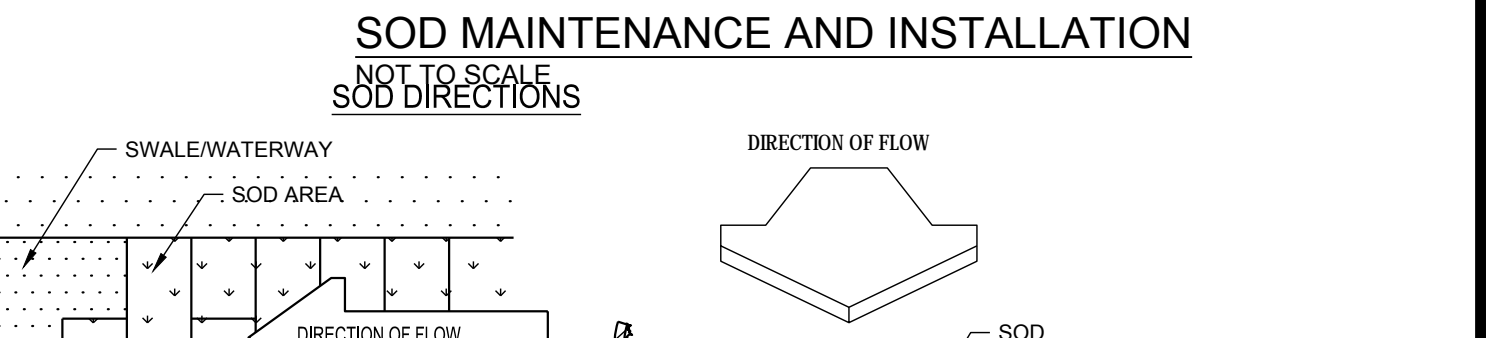 SOD MAINTENANCE AND INSTALLATION
NOT TO SCALE
SOD DIRECTIONS
SWALE/WATERWAY
SOD AREA
DIRECTION OF FLOW
DIRECTION OF FLOW
SOD